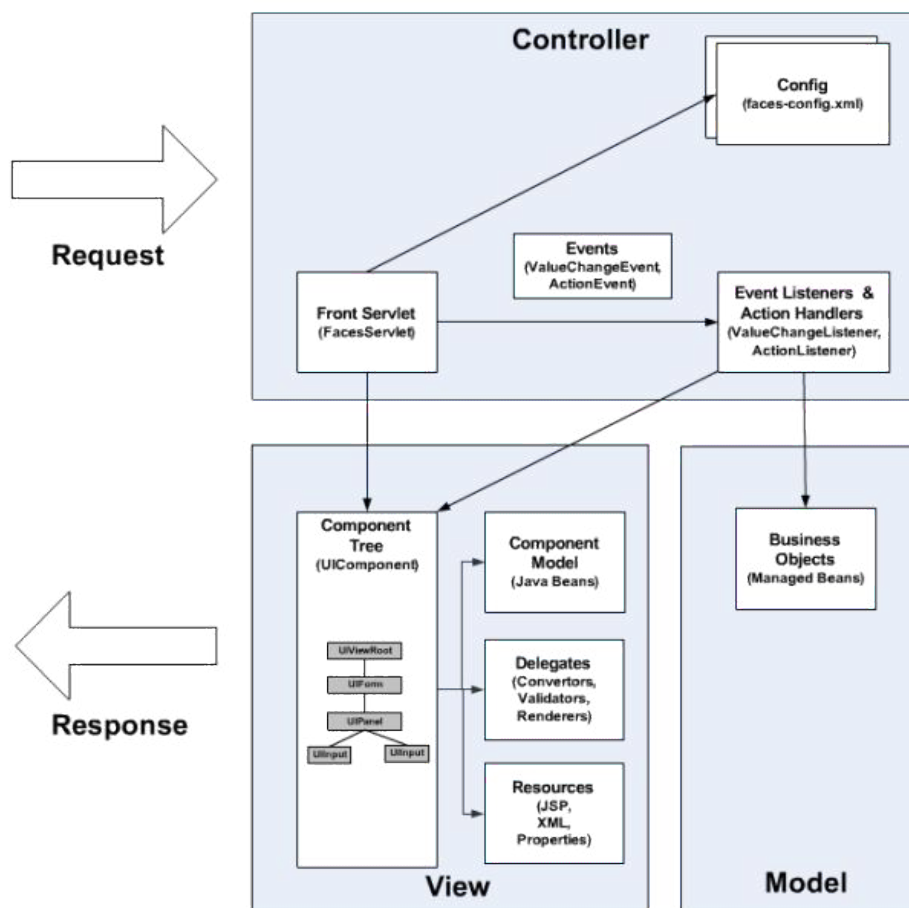 Controller
Config
(faces-config.xml)
Request
Events
(ValueChangeEvent,
ActionEvent)
Front Servlet
(FacesServlet)
Event Listeners &
Action Handlers
(ValueChangeListener,
ActionListener)
Component
Tree
(UIComponent)
UIViewRoot
UIForm
UIPanel
UIInput
UIInput
Component
Model
(Java Beans)
Delegates
(Convertors,
Validators,
Renderers)
Resources
(JSP,
XML,
Properties)
View
Business
Objects
(Managed Beans)
Model
Response